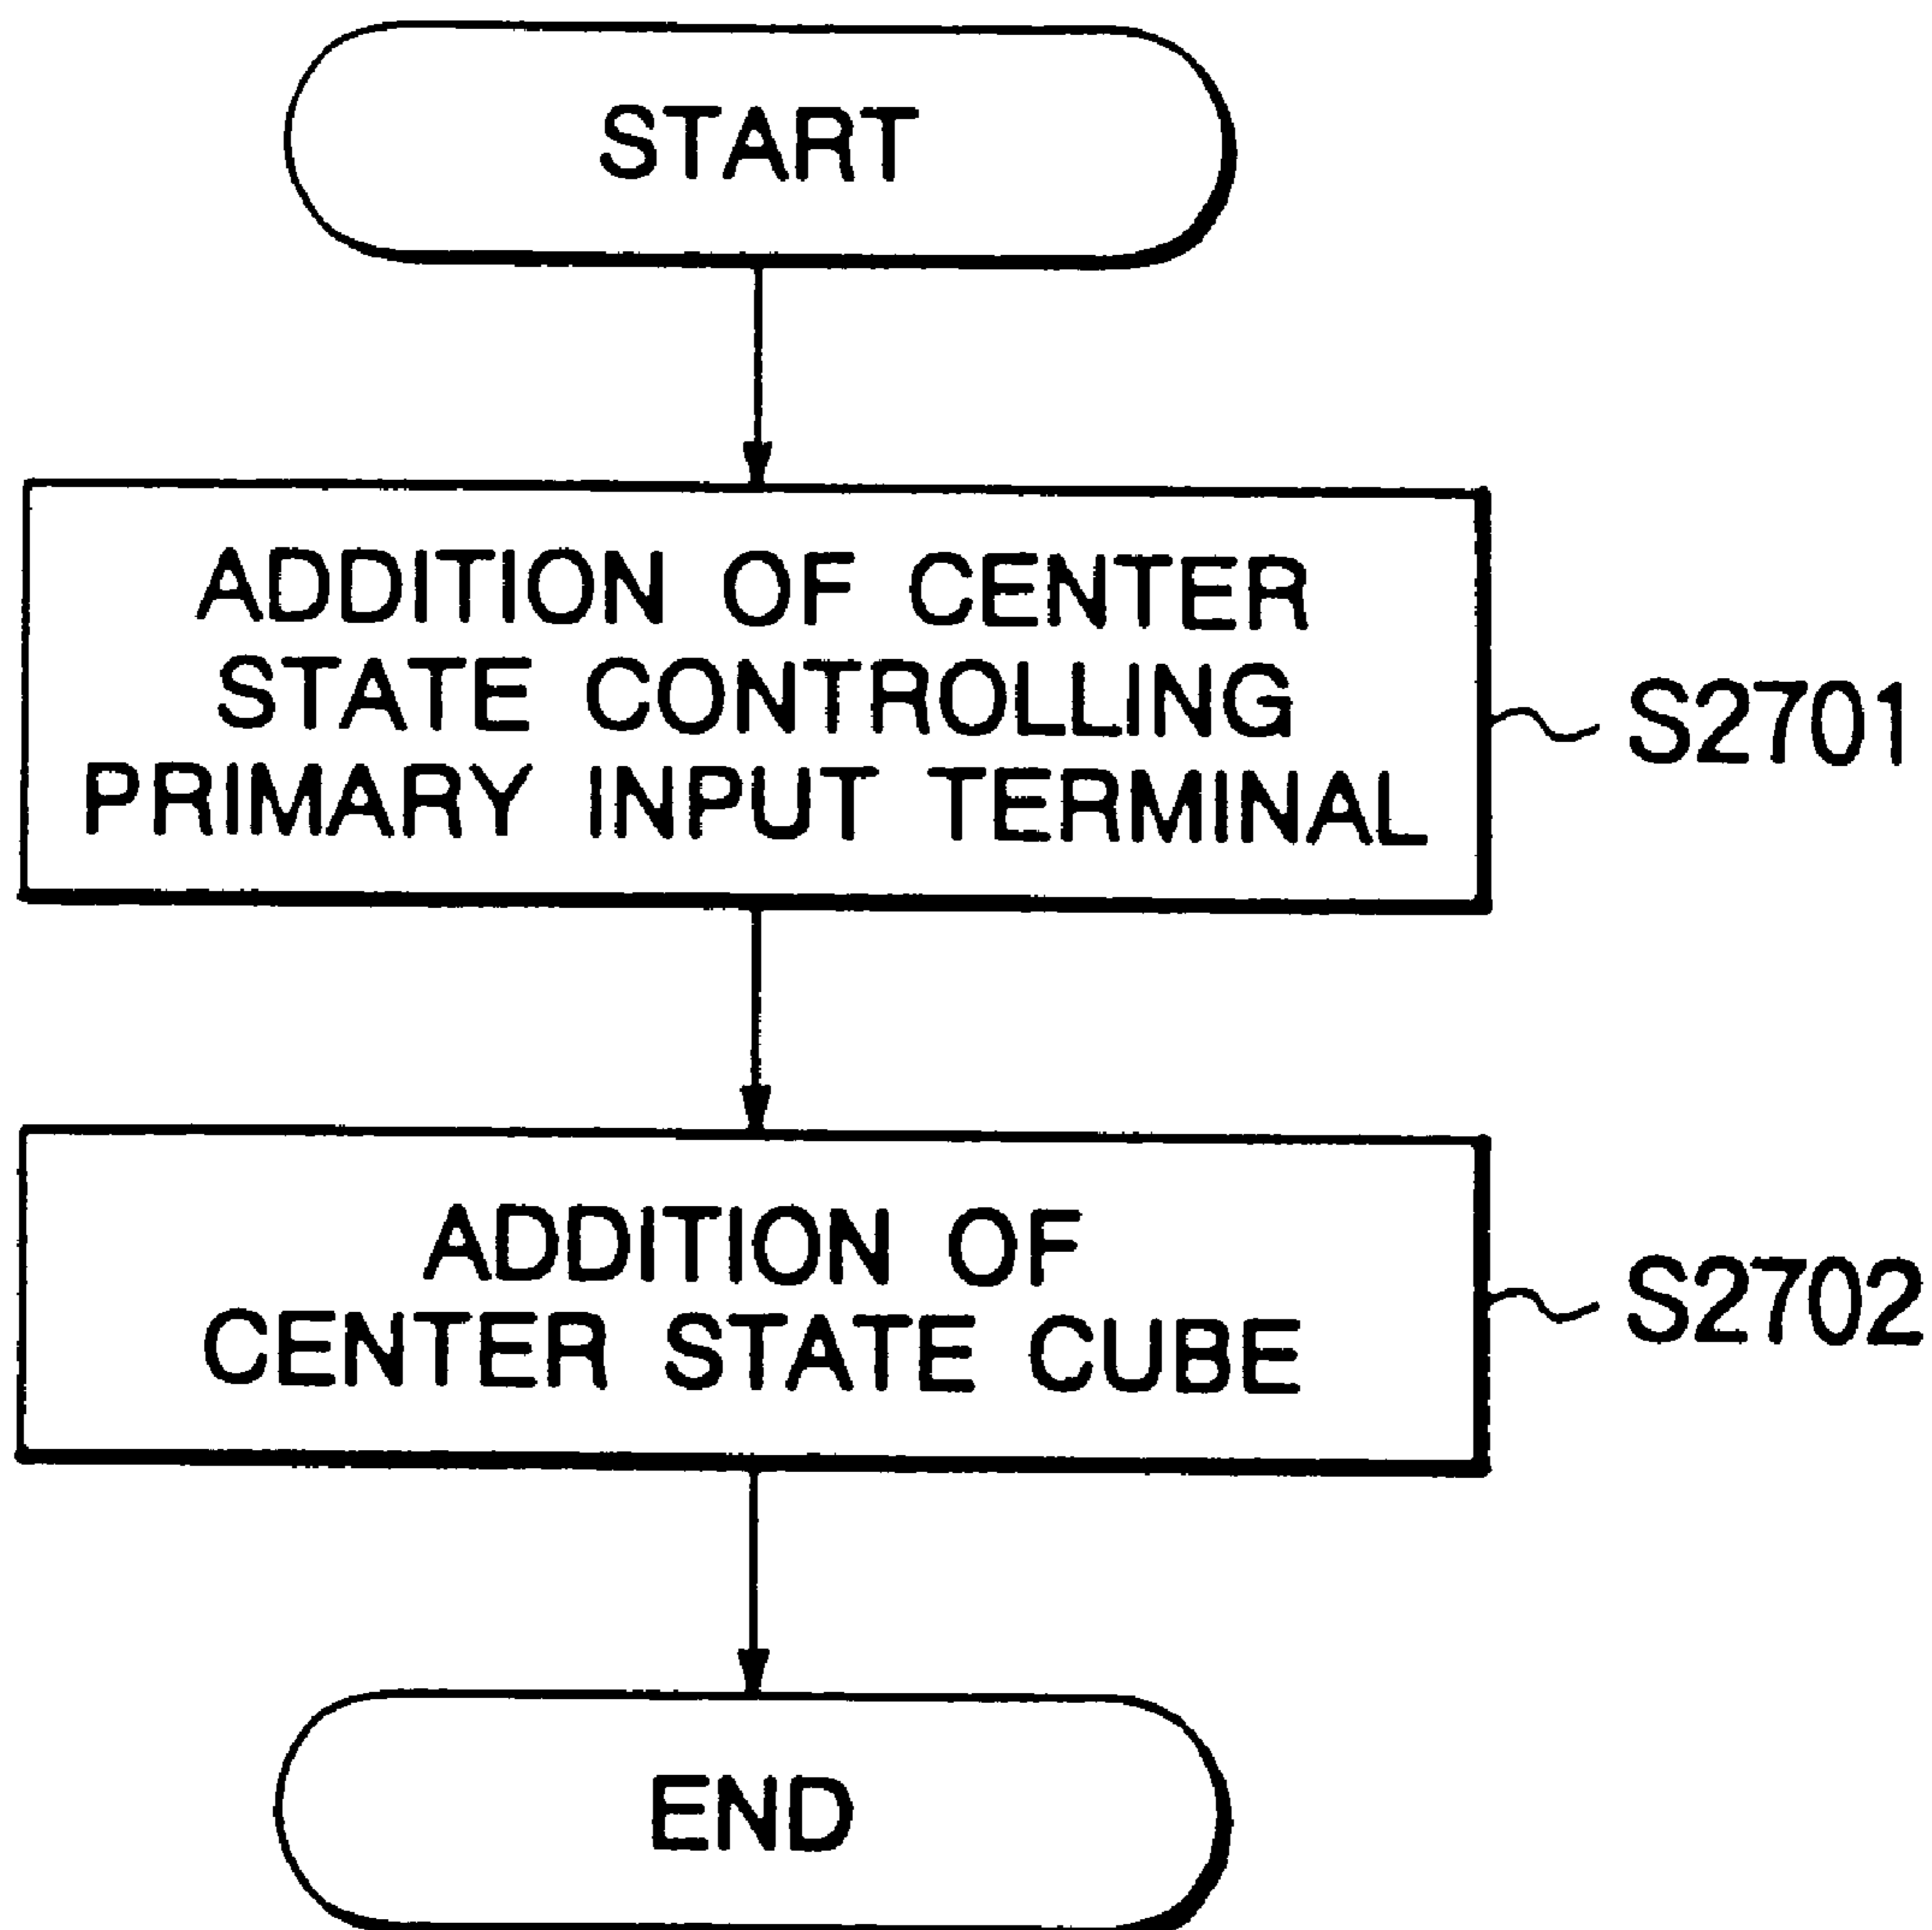 START
ADDITION OF CENTER
STATE CONTROLLING
PRIMARY INPUT TERMINAL
S2701
ADDITION OF
CENTER STATE CUBE
S2702
END